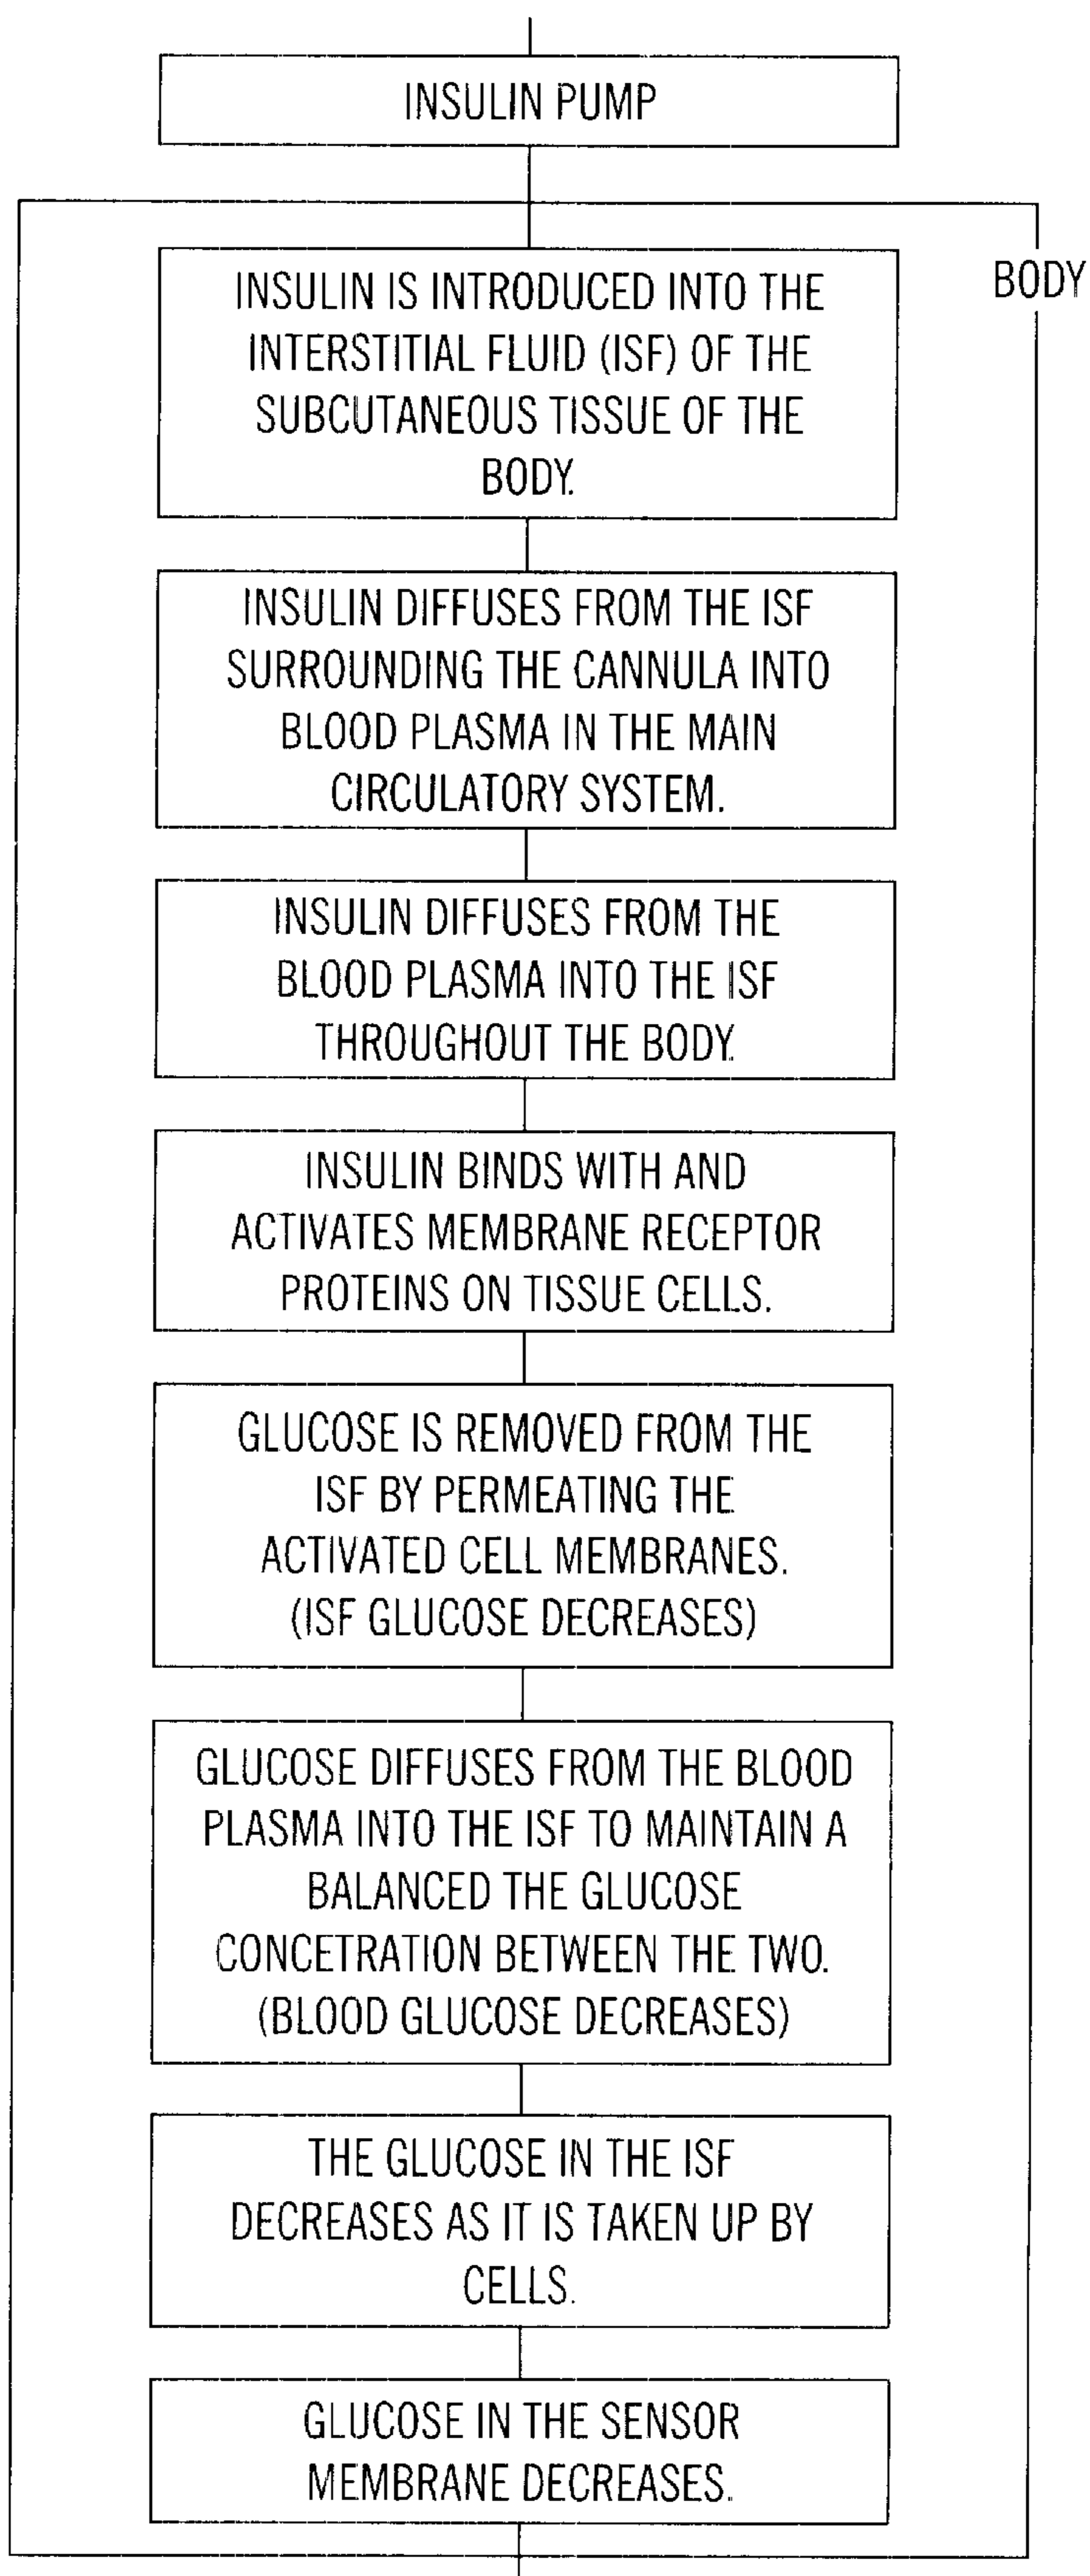 INSULIN PUMP
BODY
INSULIN IS INTRODUCED INTO THE
INTERSTITIAL FLUID (ISF) OF THE
SUBCUTANEOUS TISSUE OF THE
BODY.
INSULIN DIFFUSES FROM THE ISF
SURROUNDING THE CANNULA INTO
BLOOD PLASMA IN THE MAIN
CIRCULATORY SYSTEM.
INSULIN DIFFUSES FROM THE
BLOOD PLASMA INTO THE ISF
THROUGHOUT THE BODY.
INSULIN BINDS WITH AND
ACTIVATES MEMBRANE RECEPTOR
PROTEINS ON TISSUE CELLS.
GLUCOSE IS REMOVED FROM THE
ISF BY PERMEATING THE
ACTIVATED CELL MEMBRANES.
(ISF GLUCOSE DECREASES)
GLUCOSE DIFFUSES FROM THE BLOOD
PLASMA INTO THE ISF TO MAINTAIN A
BALANCED THE GLUCOSE
CONCETRATION BETWEEN THE TWO.
(BLOOD GLUCOSE DECREASES)
THE GLUCOSE IN THE ISF
DECREASES AS IT IS TAKEN UP BY
CELLS.
GLUCOSE IN THE SENSOR
MEMBRANE DECREASES.